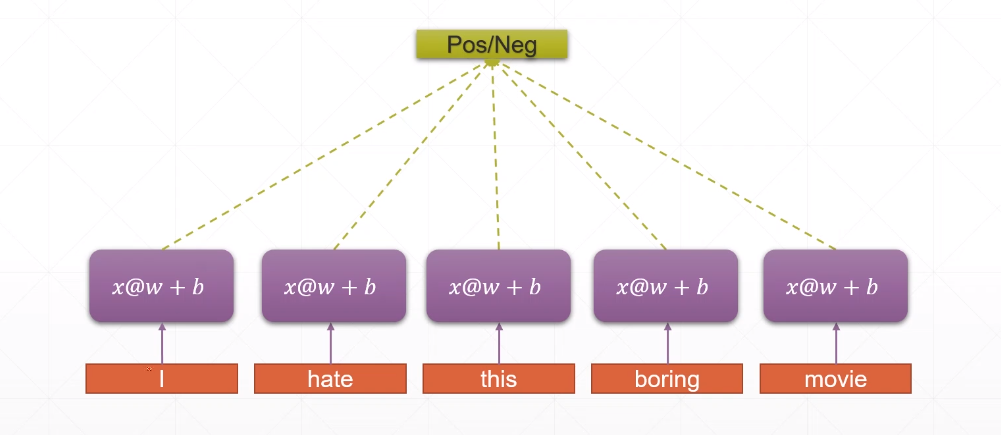 Pos/Neg
x@w + b x@w + b x@w + b x@w + b x@w + b
I hate this boring movie